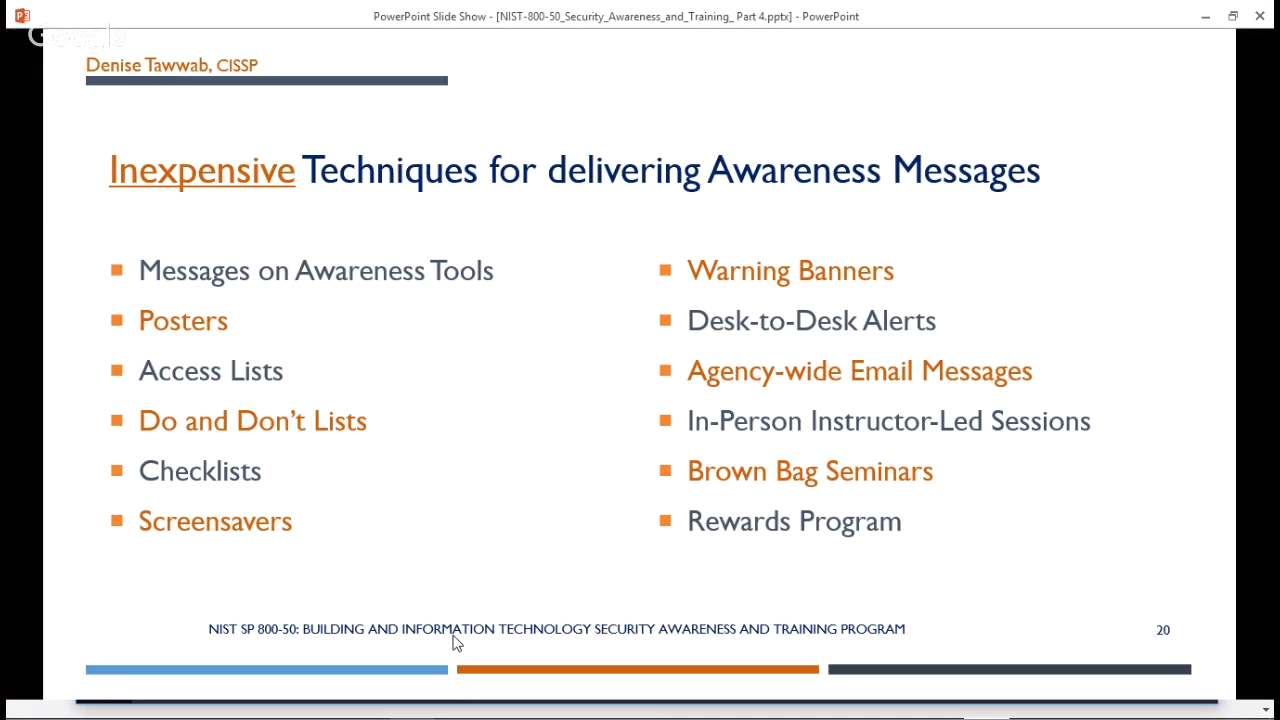 PowerPoint Slide Show - [NIST-800-50_Security_Awareness_and_Training_ Part 4.pptx] - PowerPoint
Google
Denise Tawwab, CISSP
Inexpensive Techniques for delivering Awareness Messages
Messages on Awareness Tools
Posters
Access Lists
Do and Don't Lists
Checklists
Screensavers
Warning Banners
Desk-to-Desk Alerts
Agency-wide Email Messages
In-Person Instructor-Led Sessions
Brown Bag Seminars
Rewards Program
NIST SP 800-50: BUILDING AND INFORMATION TECHNOLOGY SECURITY AWARENESS AND TRAINING PROGRAM
20